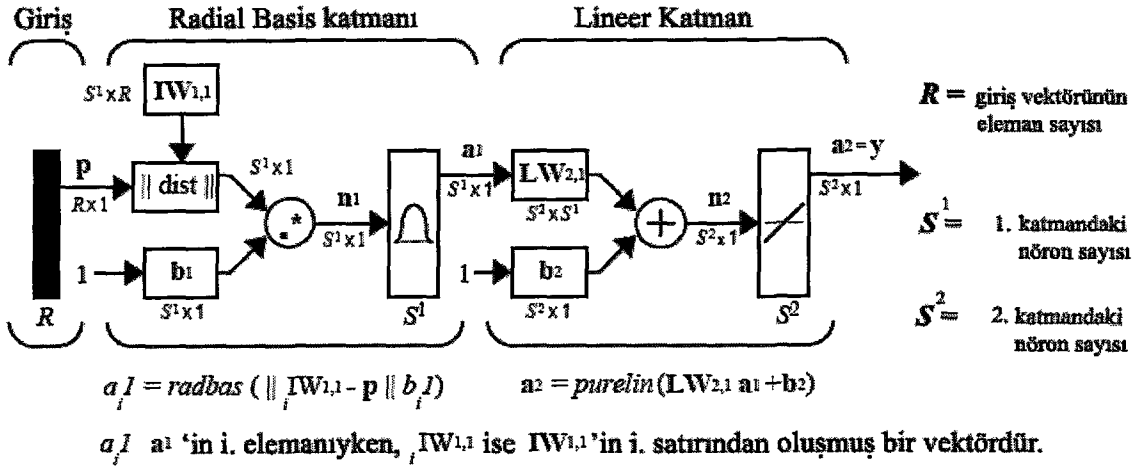 Giriş Radial Basis katmanı Lineer Katman
S¹xR IW1,1
R = giriş vektörünün
eleman sayısı
p
Rx1
|| dist ||
S¹x1
.*
n1
S¹x1
a1
S¹x1
LW2,1
S²xS¹
+
n2
S²x1
a2=y
S²x1
1
b1
S¹x1
1
b2
S²x1
R
S¹
S²
S¹= 1. katmandaki
nöron sayısı
S²= 2. katmandaki
nöron sayısı
aᵢ1 = radbas ( || ᵢIW1,1 - p || bᵢ1)
a2 = purelin(LW2,1 a1 +b2)
aᵢ1 a1 ‘in i. elemanıyken, ᵢIW1,1 ise IW1,1’in i. satırından oluşmuş bir vektördür.